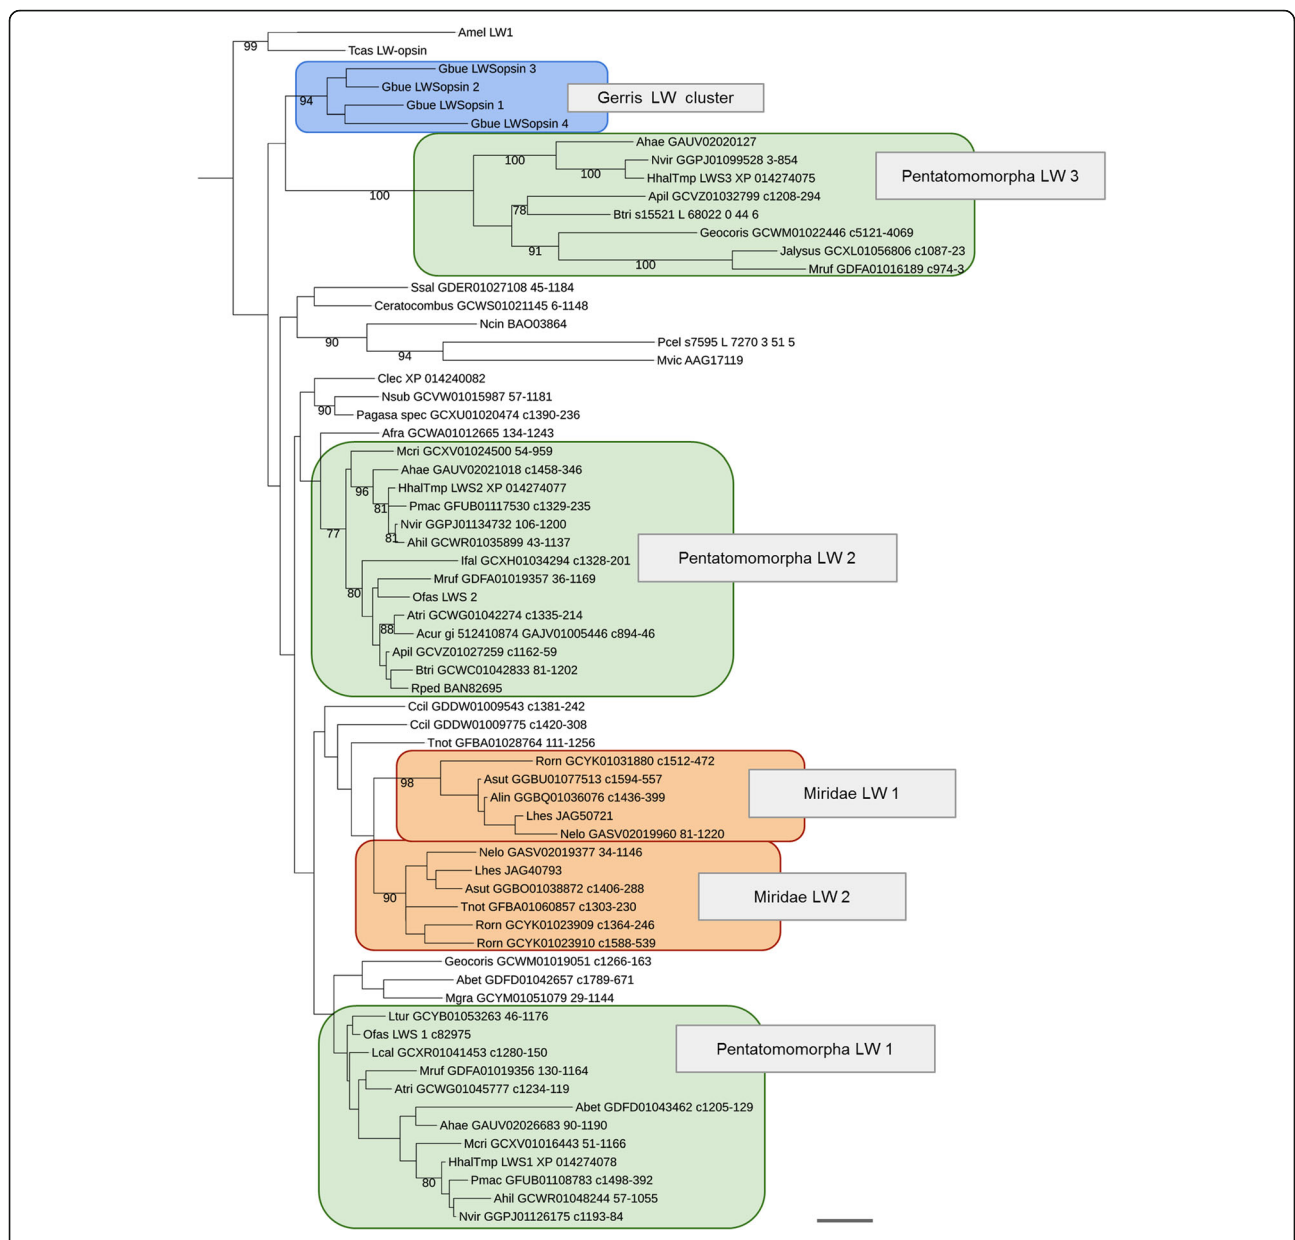 Amel LW1
99
Tcas LW-opsin
Gbue LWSopsin 3
Gbue LWSopsin 2
94
Gerris LW cluster
Gbue LWSopsin 1
Gbue LWSopsin 4
Ahae GAUV02020127
100
Nvir GGPJ01099528 3-854
100
HhalTmp LWS3 XP 014274075
Pentatomomorpha LW 3
100
Apil GCVZ01032799 c1208-294
78
Btri s15521 L 68022 0 44 6
Geocoris GCWM01022446 c5121-4069
91
Jalysus GCXL01056806 c1087-23
100
Mruf GDFA01016189 c974-3
Ssal GDER01027108 45-1184
Ceratocombus GCWS01021145 6-1148
Ncin BAO03864
90
Pcel s7595 L 7270 3 51 5
94
Mvic AAG17119
Clec XP 014240082
Nsub GCVW01015987 57-1181
90
Pagasa spec GCXU01020474 c1390-236
Afra GCWA01012665 134-1243
Mcri GCXV01024500 54-959
Ahae GAUV02021018 c1458-346
96
HhalTmp LWS2 XP 014274077
81
Pmac GFUB01117530 c1329-235
Nvir GGPJ01134732 106-1200
77
81
Ahil GCWR01035899 43-1137
Pentatomomorpha LW 2
Ifal GCXH01034294 c1328-201
Mruf GDFA01019357 36-1169
80
Ofas LWS 2
Atri GCWG01042274 c1335-214
88
Acur gi 512410874 GAJV01005446 c894-46
Apil GCVZ01027259 c1162-59
Btri GCWC01042833 81-1202
Rped BAN82695
Ccil GDDW01009543 c1381-242
Ccil GDDW01009775 c1420-308
Tnot GFBA01028764 111-1256
Rorn GCYK01031880 c1512-472
98
Asut GGBU01077513 c1594-557
Miridae LW 1
Alin GGBQ01036076 c1436-399
Lhes JAG50721
Nelo GASV02019960 81-1220
Nelo GASV02019377 34-1146
Lhes JAG40793
Asut GGBO01038872 c1406-288
90
Miridae LW 2
Tnot GFBA01060857 c1303-230
Rorn GCYK01023909 c1364-246
Rorn GCYK01023910 c1588-539
Geocoris GCWM01019051 c1266-163
Abet GDFD01042657 c1789-671
Mgra GCYM01051079 29-1144
Ltur GCYB01053263 46-1176
Ofas LWS 1 c82975
Pentatomomorpha LW 1
Lcal GCXR01041453 c1280-150
Mruf GDFA01019356 130-1164
Atri GCWG01045777 c1234-119
Abet GDFD01043462 c1205-129
Ahae GAUV02026683 90-1190
Mcri GCXV01016443 51-1166
HhalTmp LWS1 XP 014274078
80
Pmac GFUB01108783 c1498-392
Ahil GCWR01048244 57-1055
Nvir GGPJ01126175 c1193-84